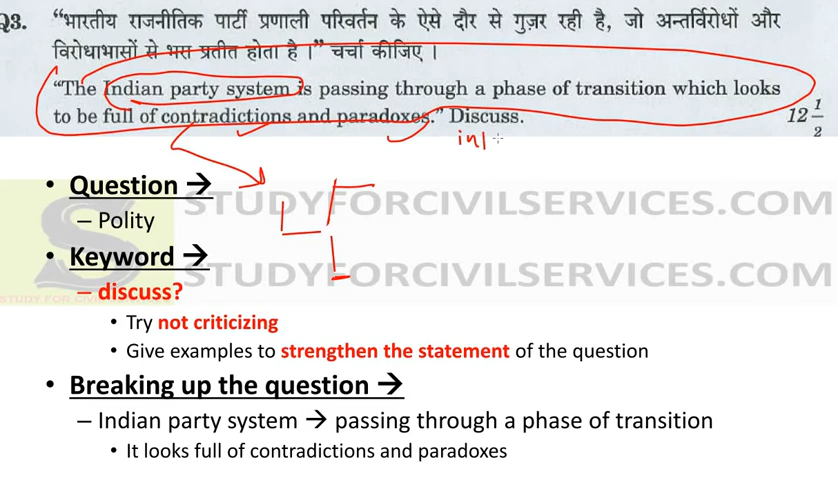 Q3. “भारतीय राजनीतिक पार्टी प्रणाली परिवर्तन के ऐसे दौर से गुज़र रही है, जो अन्तर्विरोधों और
विरोधाभासों से भरा प्रतीत होता है।” चर्चा कीजिए।
“The Indian party system is passing through a phase of transition which looks
to be full of contradictions and paradoxes.” Discuss. 12 1/2
• Question →
– Polity
STUDYFORCIVILSERVICES.COM
• Keyword →
STUDYFORCIVILSERVICES.COM
– discuss?
STUDY FOR CIVIL
• Try not criticizing
• Give examples to strengthen the statement of the question
• Breaking up the question →
– Indian party system → passing through a phase of transition
• It looks full of contradictions and paradoxes